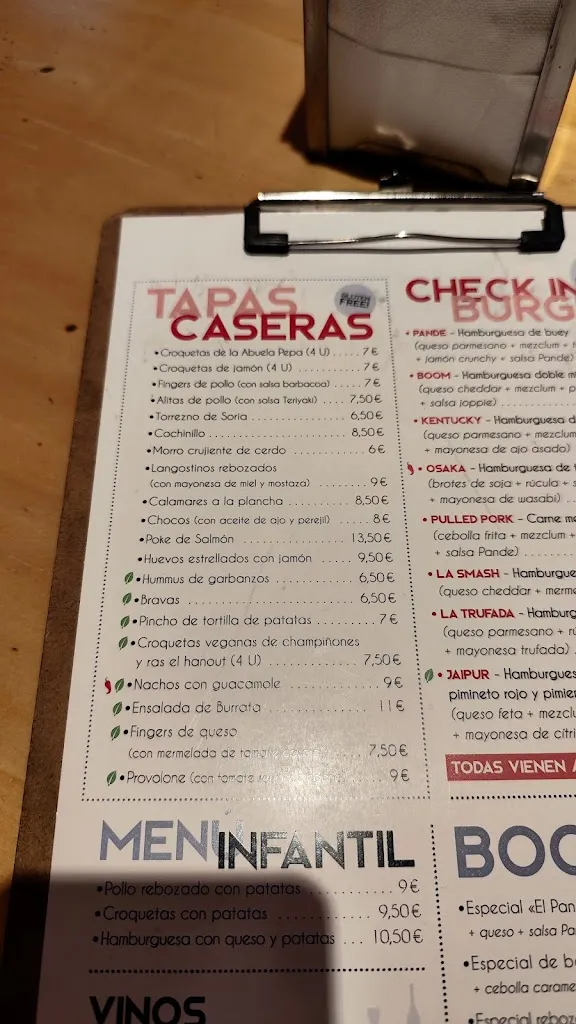 TAPAS
CASERAS
GLUTEN
FREE!
•Croquetas de la Abuela Pepa (4 U) ..... 7€
•Croquetas de jamón (4 U) ........ 7€
•Fingers de pollo (con salsa barbacoa) ..... 7€
•Alitas de pollo (con salsa Teriyaki) .... 7,50€
•Torrezno de Soria ............... 6,50€
•Cochinillo ...................... 8,50€
•Morro crujiente de cerdo .......... 6€
•Langostinos rebozados
(con mayonesa de miel y mostaza) ......... 9€
•Calamares a la plancha .......... 8,50€
•Chocos (con aceite de ajo y perejil) ..... 8€
•Poke de Salmón ................ 13,50€
•Huevos estrellados con jamón ..... 9,50€
•Hummus de garbanzos .......... 6,50€
•Bravas ........................ 6,50€
•Pincho de tortilla de patatas ....... 7€
•Croquetas veganas de champiñones
y ras el hanout (4 U) ............. 7,50€
•Nachos con guacamole ........... 9€
•Ensalada de Burrata ............. 11€
•Fingers de queso
(con mermelada de tomate ........ 7,50€
•Provolone (con tomate ........ 9€
MENU
INFANTIL
•Pollo rebozado con patatas ........ 9€
•Croquetas con patatas .......... 9,50€
•Hamburguesa con queso y patatas ... 10,50€
VINOS
CHECK IN
BURG
• PANDE - Hamburguesa de buey
(queso parmesano + mezclum +
+ jamón crunchy + salsa Pande)
• BOOM - Hamburguesa doble
(queso cheddar + mezclum +
+ salsa joppie) ........
• KENTUCKY - Hamburguesa
(queso parmesano + mezclum
+ mayonesa de ajo asado)
• OSAKA - Hamburguesa de
(brotes de soja + rúcula +
+ mayonesa de wasabi) ....
• PULLED PORK - Carne
(cebolla frita + mezclum +
+ salsa Pande) ........
• LA SMASH - Hamburgue
(queso cheddar +
• LA TRUFADA - Hamburg
(queso parmesano +
+ mayonesa trufada) .
• JAIPUR - Hamburgues
pimineto rojo y
(queso feta +
+ mayonesa de
TODAS VIENEN
BOC
•Especial «El Pan
+ queso + salsa
•Especial de
+ cebolla
•Especial